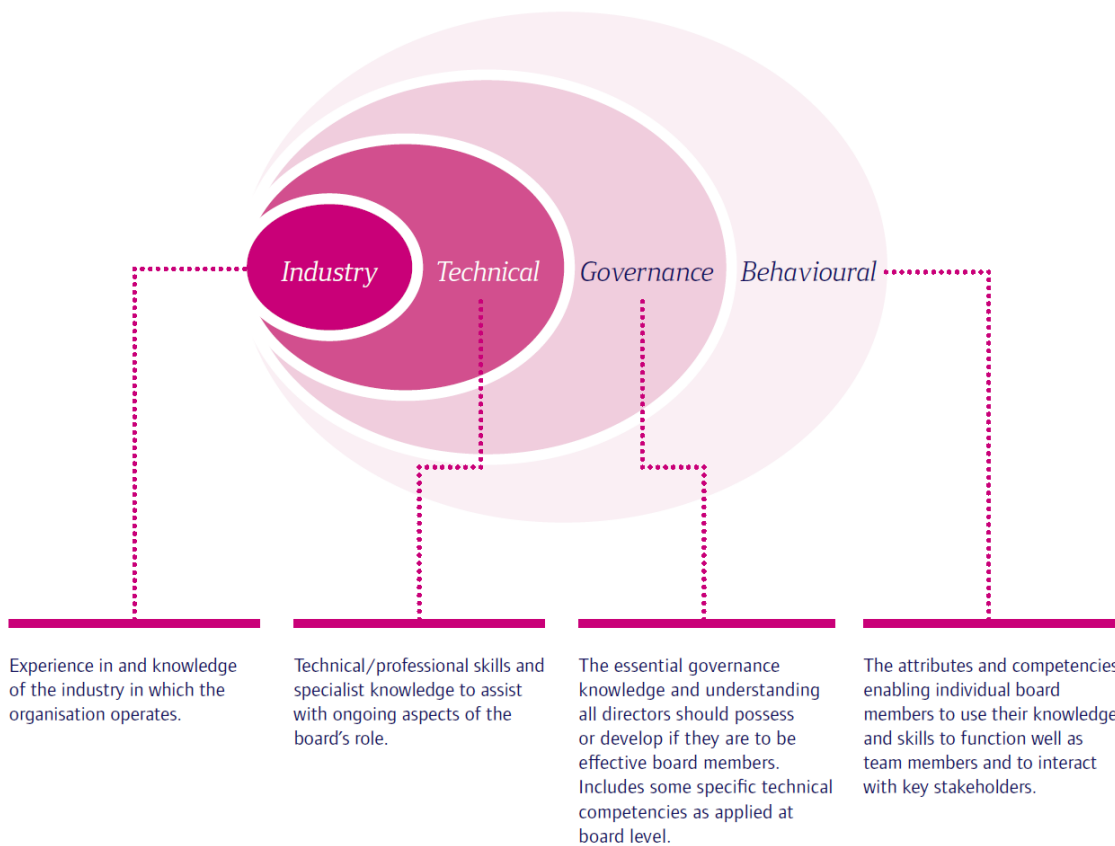 Industry
Technical
Governance
Behavioural
Experience in and knowledge
of the industry in which the
organisation operates.
Technical/professional skills and
specialist knowledge to assist
with ongoing aspects of the
board’s role.
The essential governance
knowledge and understanding
all directors should possess
or develop if they are to be
effective board members.
Includes some specific technical
competencies as applied at
board level.
The attributes and competencies
enabling individual board
members to use their knowledge
and skills to function well as
team members and to interact
with key stakeholders.